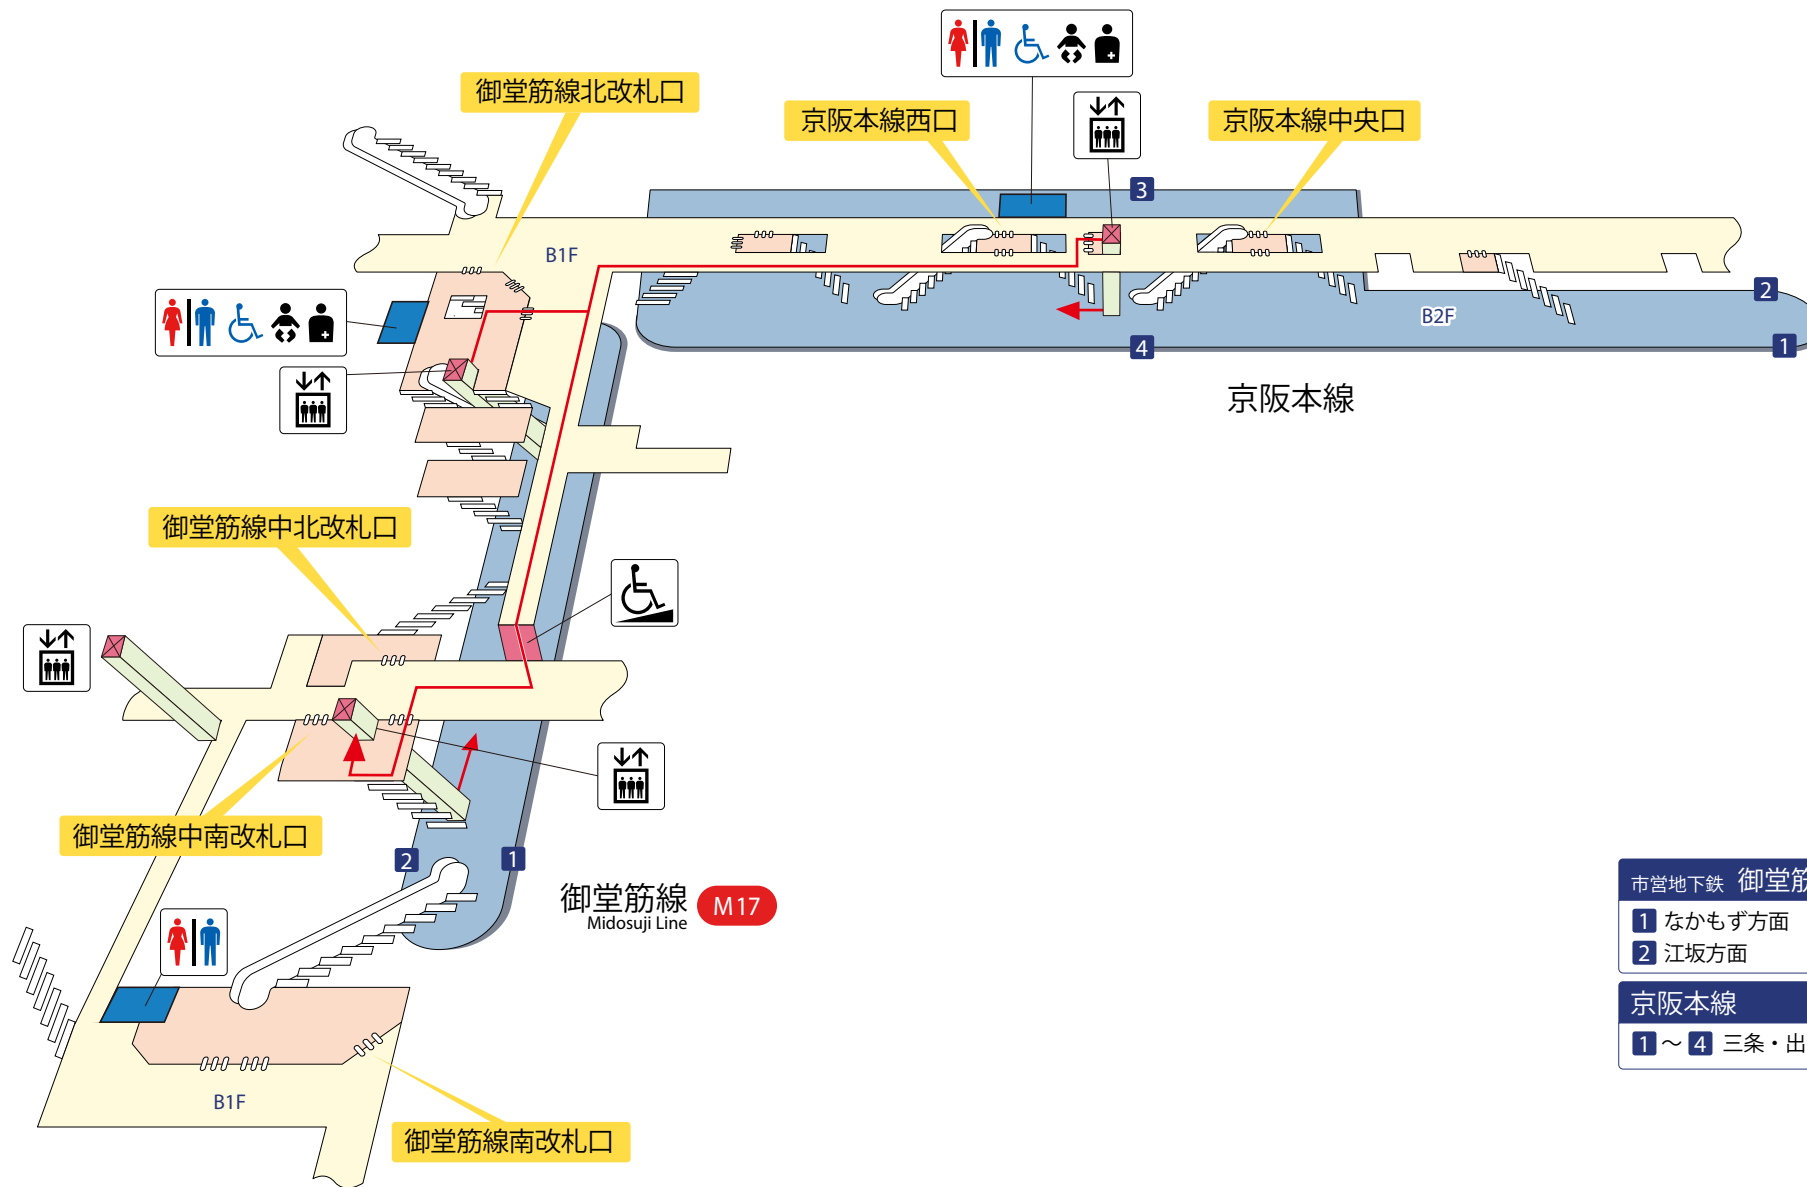 御堂筋線北改札口
京阪本線西口
京阪本線中央口
3
B1F
2
B2F
4
1
京阪本線
御堂筋線中北改札口
御堂筋線中南改札口
2
1
御堂筋線
Midosuji Line
M17
B1F
御堂筋線南改札口
市営地下鉄 御堂筋
1 なかもず方面
2 江坂方面
京阪本線
1～4 三条・出